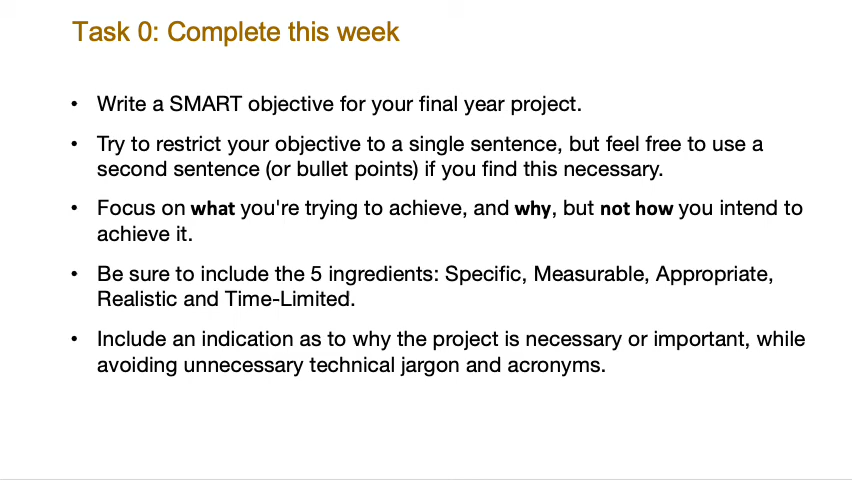 Task 0: Complete this week
• Write a SMART objective for your final year project.
• Try to restrict your objective to a single sentence, but feel free to use a
second sentence (or bullet points) if you find this necessary.
• Focus on what you're trying to achieve, and why, but not how you intend to
achieve it.
• Be sure to include the 5 ingredients: Specific, Measurable, Appropriate,
Realistic and Time-Limited.
• Include an indication as to why the project is necessary or important, while
avoiding unnecessary technical jargon and acronyms.